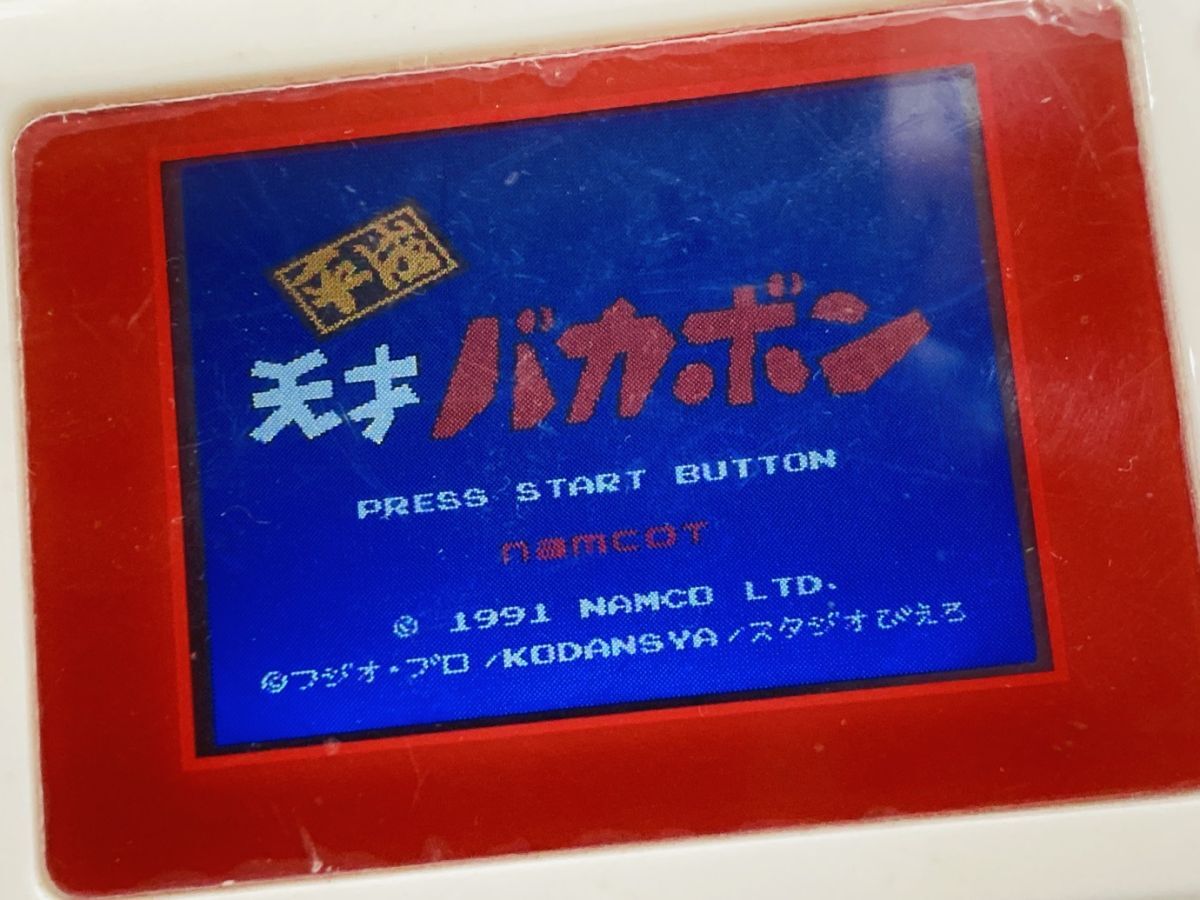 平成
天才バカボン
PRESS START BUTTON
namcot
© 1991 NAMCO LTD.
©フジオ・プロ/KODANSYA/スタジオぴえろ